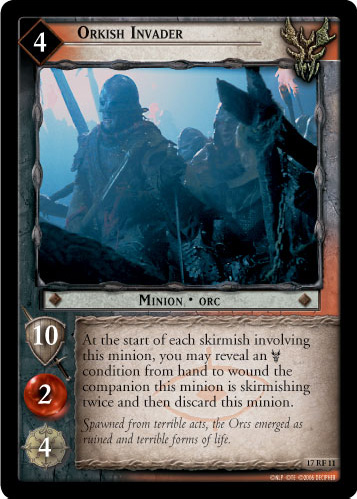 4
Orkish Invader
Minion • orc
10
2
4
At the start of each skirmish involving
this minion, you may reveal an
condition from hand to wound the
companion this minion is skirmishing
twice and then discard this minion.
Spawned from terrible acts, the Orcs emerged as
ruined and terrible forms of life.
17 RF 11